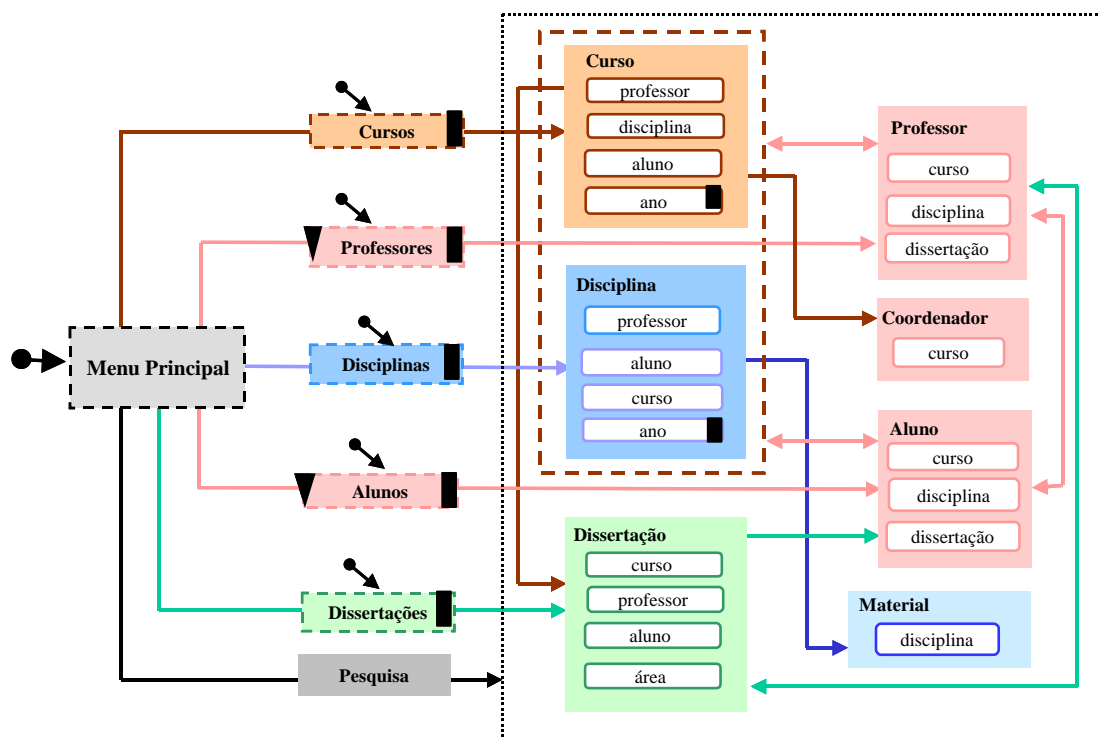 Menu Principal
Cursos
Professores
Disciplinas
Alunos
Dissertações
Pesquisa
Curso
professor
disciplina
aluno
ano
Disciplina
professor
aluno
curso
ano
Dissertação
curso
professor
aluno
área
Professor
curso
disciplina
dissertação
Coordenador
curso
Aluno
curso
disciplina
dissertação
Material
disciplina